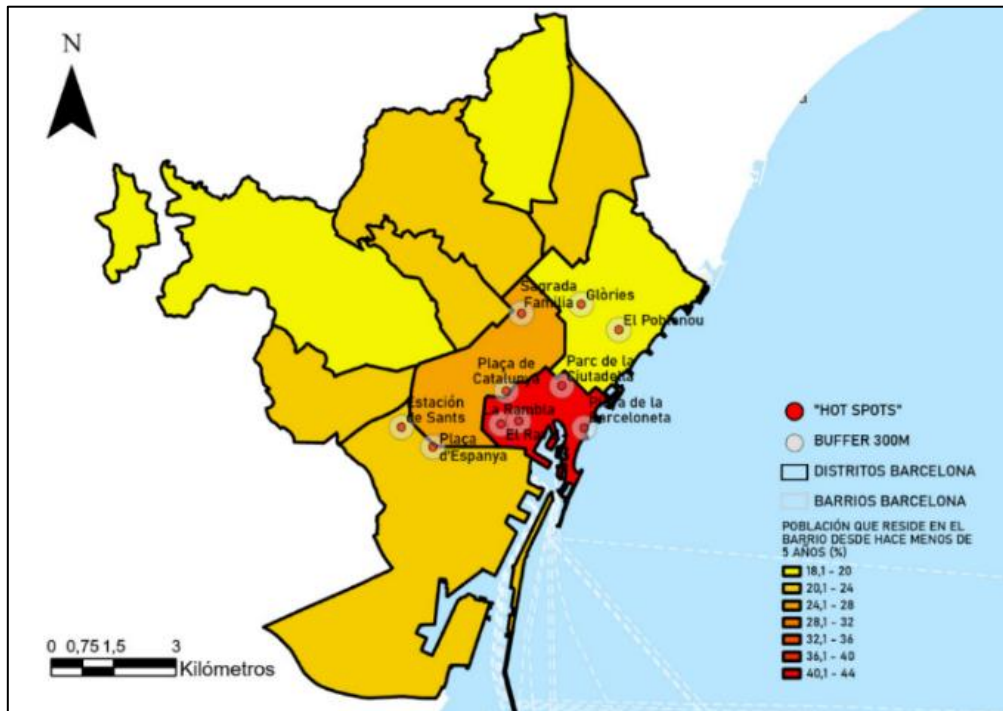 N
Sagrada
Familia
Glòries
El Poblenou
Plaça de
Catalunya
Parc de la
Ciutadella
Estación
de Sants
La Rambla
Playa de la
Barceloneta
El Raval
Plaça
d'Espanya
"HOT SPOTS"
BUFFER 300M
DISTRITOS BARCELONA
BARRIOS BARCELONA
POBLACIÓN QUE RESIDE EN EL
BARRIO DESDE HACE MENOS DE
5 AÑOS (%)
18,1 - 20
20,1 - 24
24,1 - 28
28,1 - 32
32,1 - 36
36,1 - 40
40,1 - 44
0 0,75 1,5 3
Kilómetros